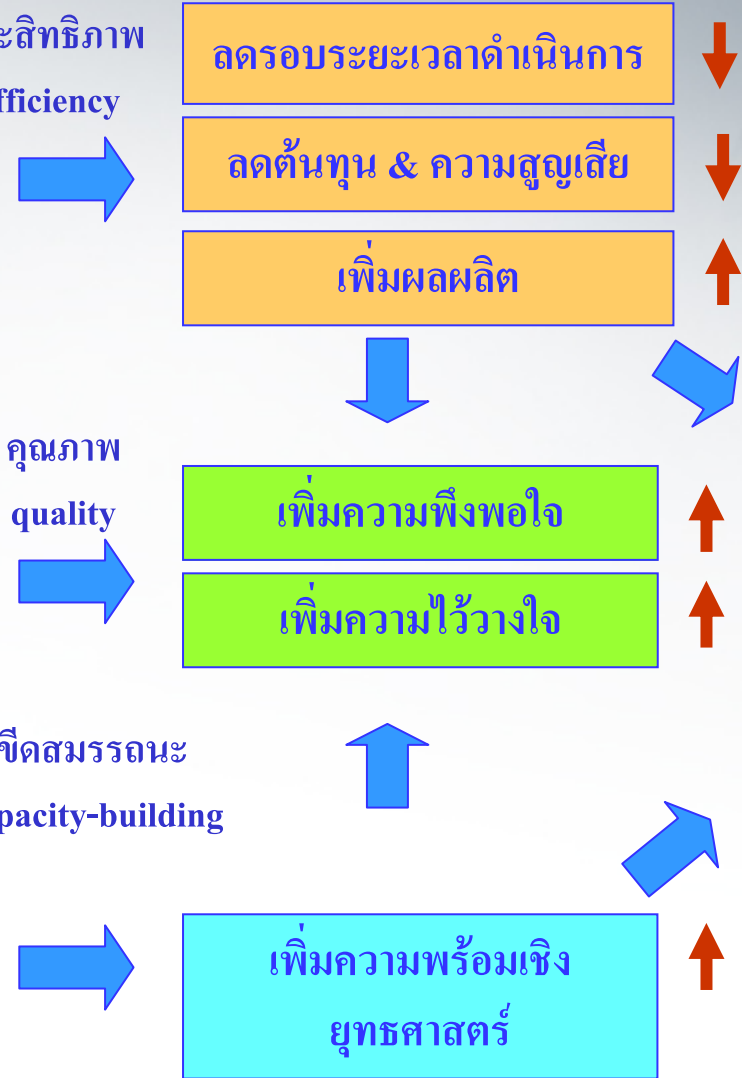 ะสิทธิภาพ
fficiency
ลดรอบระยะเวลาดำเนินการ
ลดต้นทุน & ความสูญเสีย
เพิ่มผลผลิต
คุณภาพ
quality
เพิ่มความพึงพอใจ
เพิ่มความไว้วางใจ
ขีดสมรรถนะ
pacity-building
เพิ่มความพร้อมเชิง
ยุทธศาสตร์